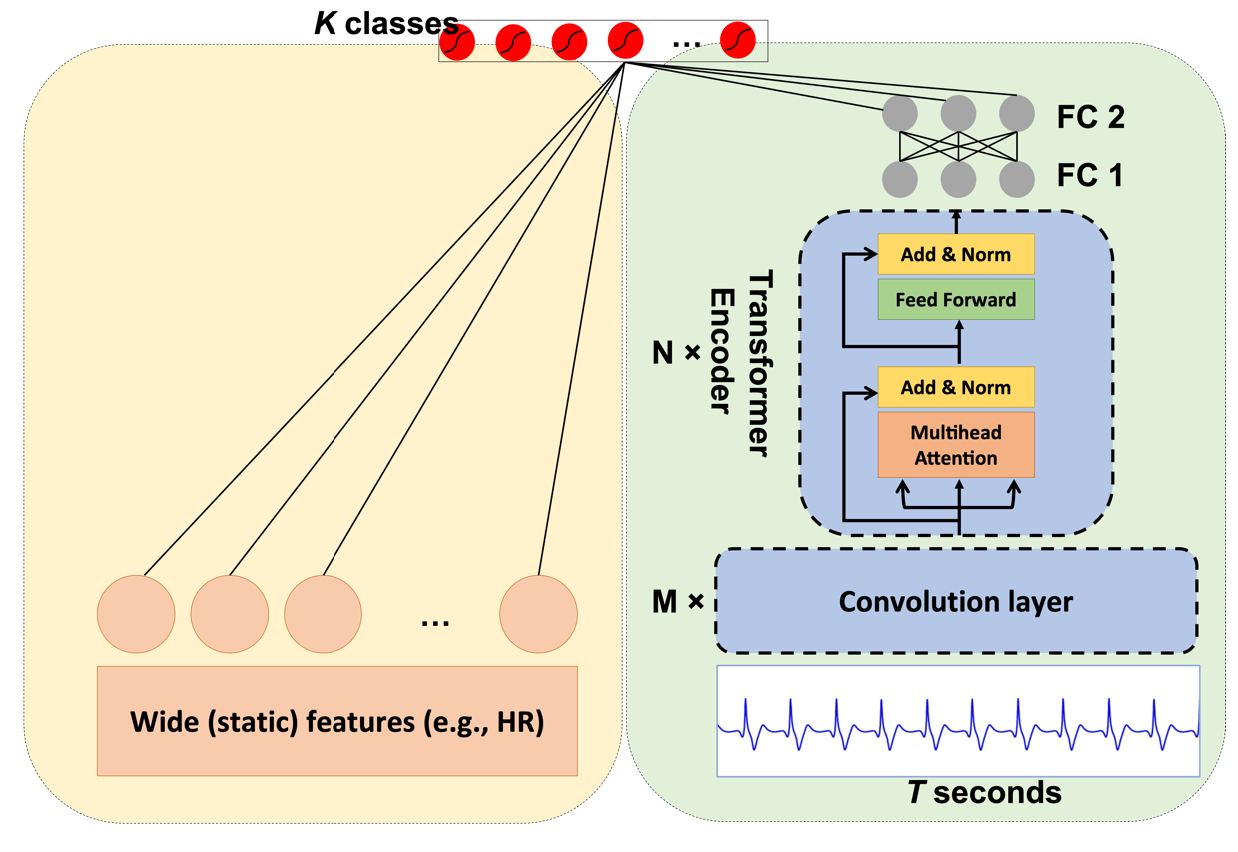 K classes
...
FC 2
FC 1
Add & Norm
Feed Forward
N ×
Transformer
Encoder
Add & Norm
Multihead
Attention
...
M ×
Convolution layer
Wide (static) features (e.g., HR)
T seconds